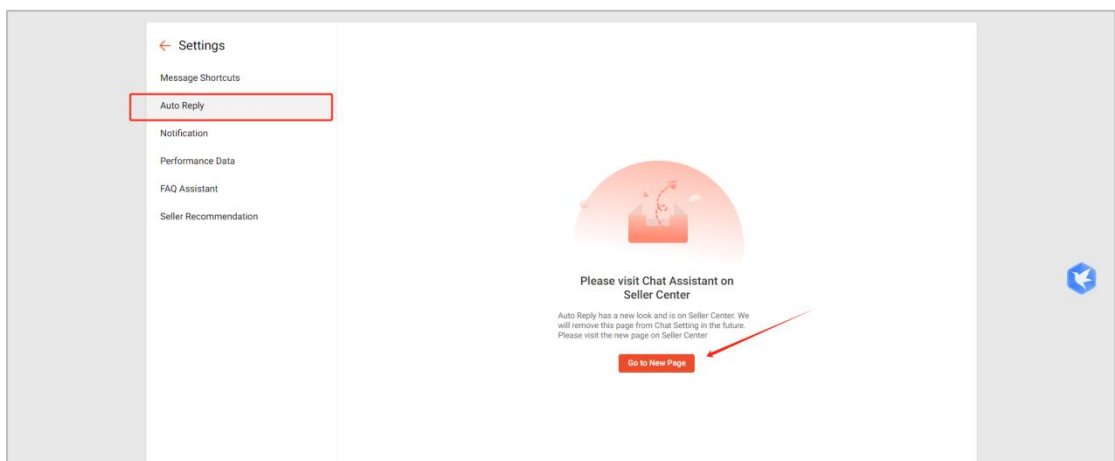 Settings
Message Shortcuts
Auto Reply
Notification
Performance Data
FAQ Assistant
Seller Recommendation
Please visit Chat Assistant on
Seller Center
Auto Reply has a new look and is on Seller Center. We
will remove this page from Chat Setting in the future.
Please visit the new page on Seller Center
Go to New Page